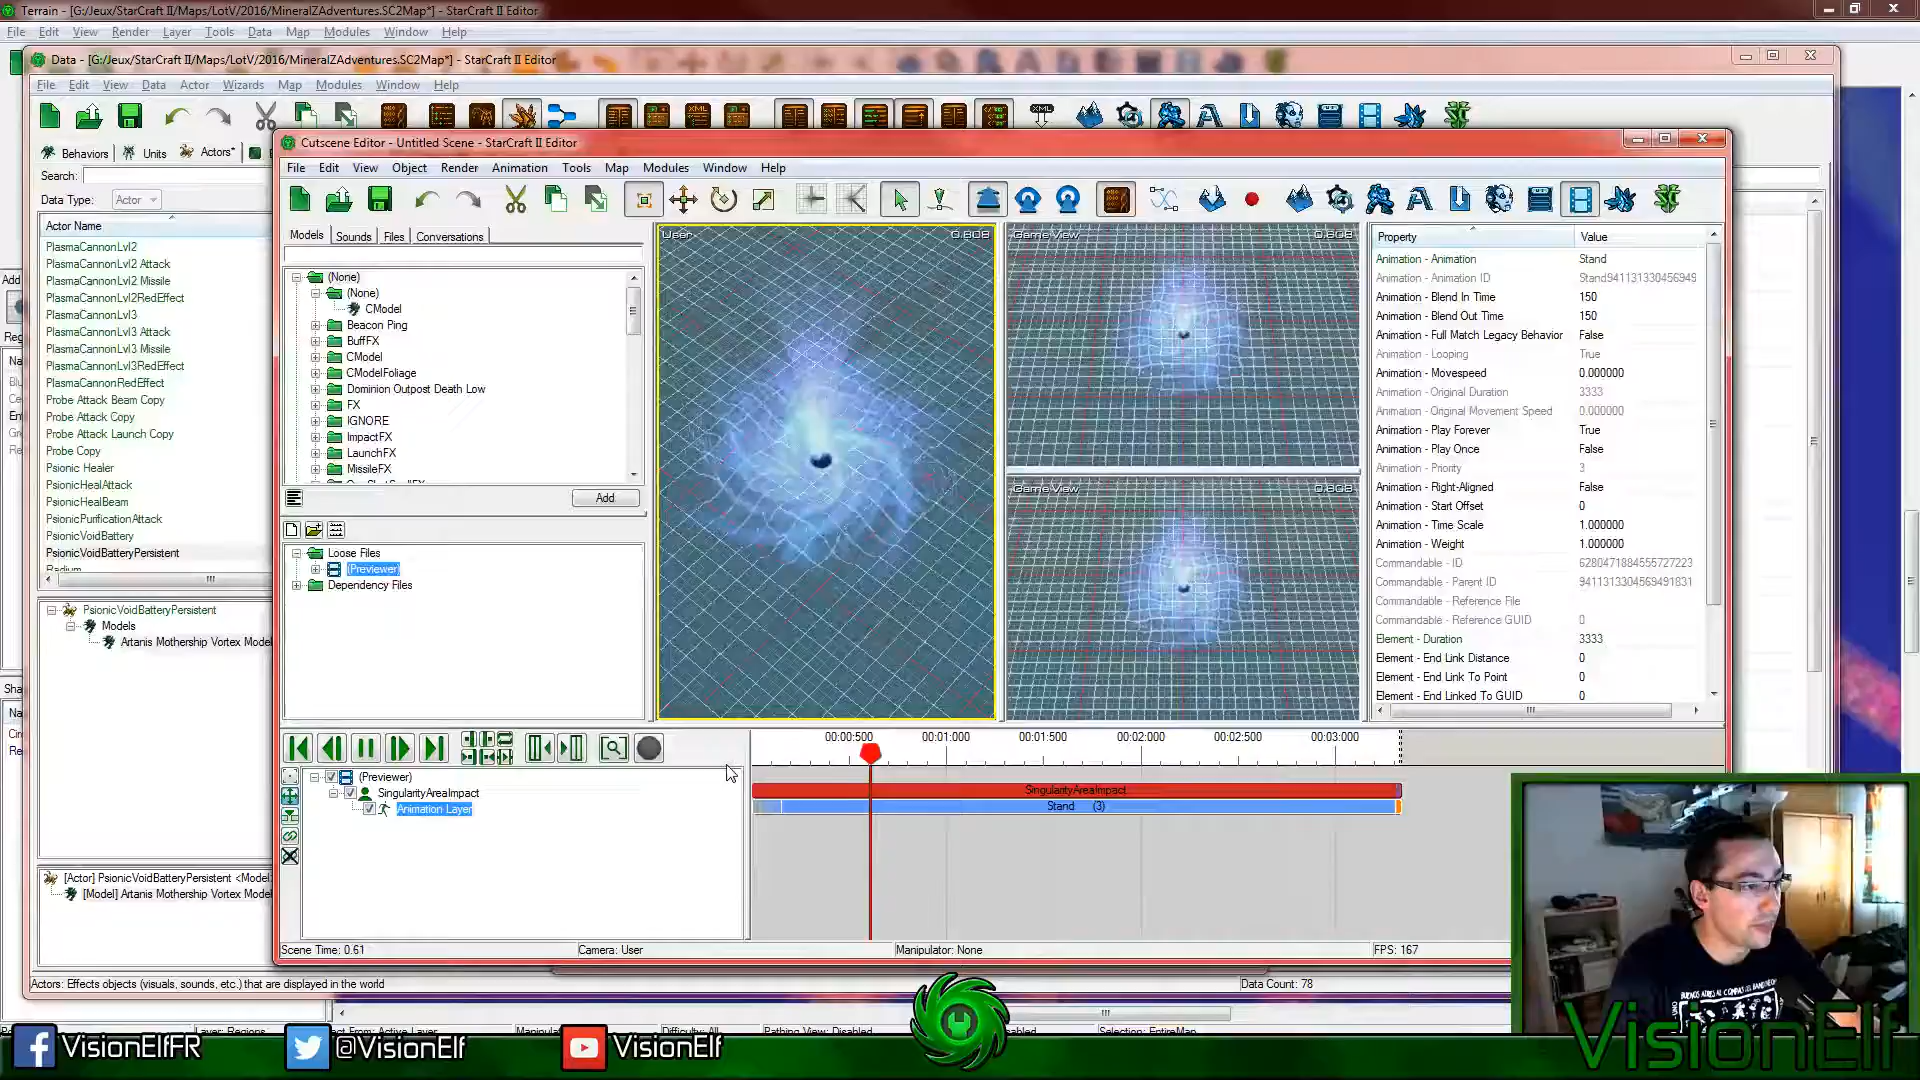 Terrain - [G:/Jeux/StarCraft II/Maps/LotV/2016/MineralZAdventures.SC2Map*] - StarCraft II Editor
File Edit View Render Layer Tools Data Map Modules Window Help
Data - [G:/Jeux/StarCraft II/Maps/LotV/2016/MineralZAdventures.SC2Map*] - StarCraft II Editor
File Edit View Data Actor Wizards Map Modules Window Help
Cutscene Editor - Untitled Scene - StarCraft II Editor
File Edit View Object Render Animation Tools Map Modules Window Help
Behaviors Units Actors*
Search:
Data Type: Actor
Actor Name
PlasmaCannonLvl2
PlasmaCannonLvl2 Attack
PlasmaCannonLvl2 Missile
PlasmaCannonLvl2RedEffect
PlasmaCannonLvl3
PlasmaCannonLvl3 Attack
PlasmaCannonLvl3 Missile
PlasmaCannonLvl3RedEffect
PlasmaCannonRedEffect
Probe Attack Beam Copy
Probe Attack Copy
Probe Attack Launch Copy
Probe Copy
Psionic Healer
PsionicHealAttack
PsionicHealBeam
PsionicPurificationAttack
PsionicVoidBattery
PsionicVoidBatteryPersistent
Radium
PsionicVoidBatteryPersistent
Models
Artanis Mothership Vortex Model
[Actor] PsionicVoidBatteryPersistent <Model
[Model] Artanis Mothership Vortex Model
Add
Models Sounds Files Conversations
(None)
(None)
CModel
Beacon Ping
BuffFX
CModel
CModelFoliage
Dominion Outpost Death Low
FX
IGNORE
ImpactFX
LaunchFX
MissileFX
Add
Loose Files
(Previewer)
Dependency Files
User 0.808
Game View 0.808
Game View 0.808
Property Value
Animation - Animation Stand
Animation - Animation ID Stand941131330456949
Animation - Blend In Time 150
Animation - Blend Out Time 150
Animation - Full Match Legacy Behavior False
Animation - Looping True
Animation - Movespeed 0.000000
Animation - Original Duration 3333
Animation - Original Movement Speed 0.000000
Animation - Play Forever True
Animation - Play Once False
Animation - Priority 3
Animation - Right-Aligned False
Animation - Start Offset 0
Animation - Time Scale 1.000000
Animation - Weight 1.000000
Commandable - ID 6280471884555727223
Commandable - Parent ID 9411313304569491831
Commandable - Reference File
Commandable - Reference GUID 0
Element - Duration 3333
Element - End Link Distance 0
Element - End Link To Point 0
Element - End Linked To GUID 0
00:00:500 00:01:000 00:01:500 00:02:000 00:02:500 00:03:000
(Previewer)
SingularityAreaImpact
Animation Layer
SingularityAreaImpact
Stand (3)
Scene Time: 0.61 Camera: User Manipulator: None FPS: 167
Actors: Effects objects (visuals, sounds, etc.) that are displayed in the world Data Count: 78
VisionElfFR @VisionElf VisionElf
VisionElf